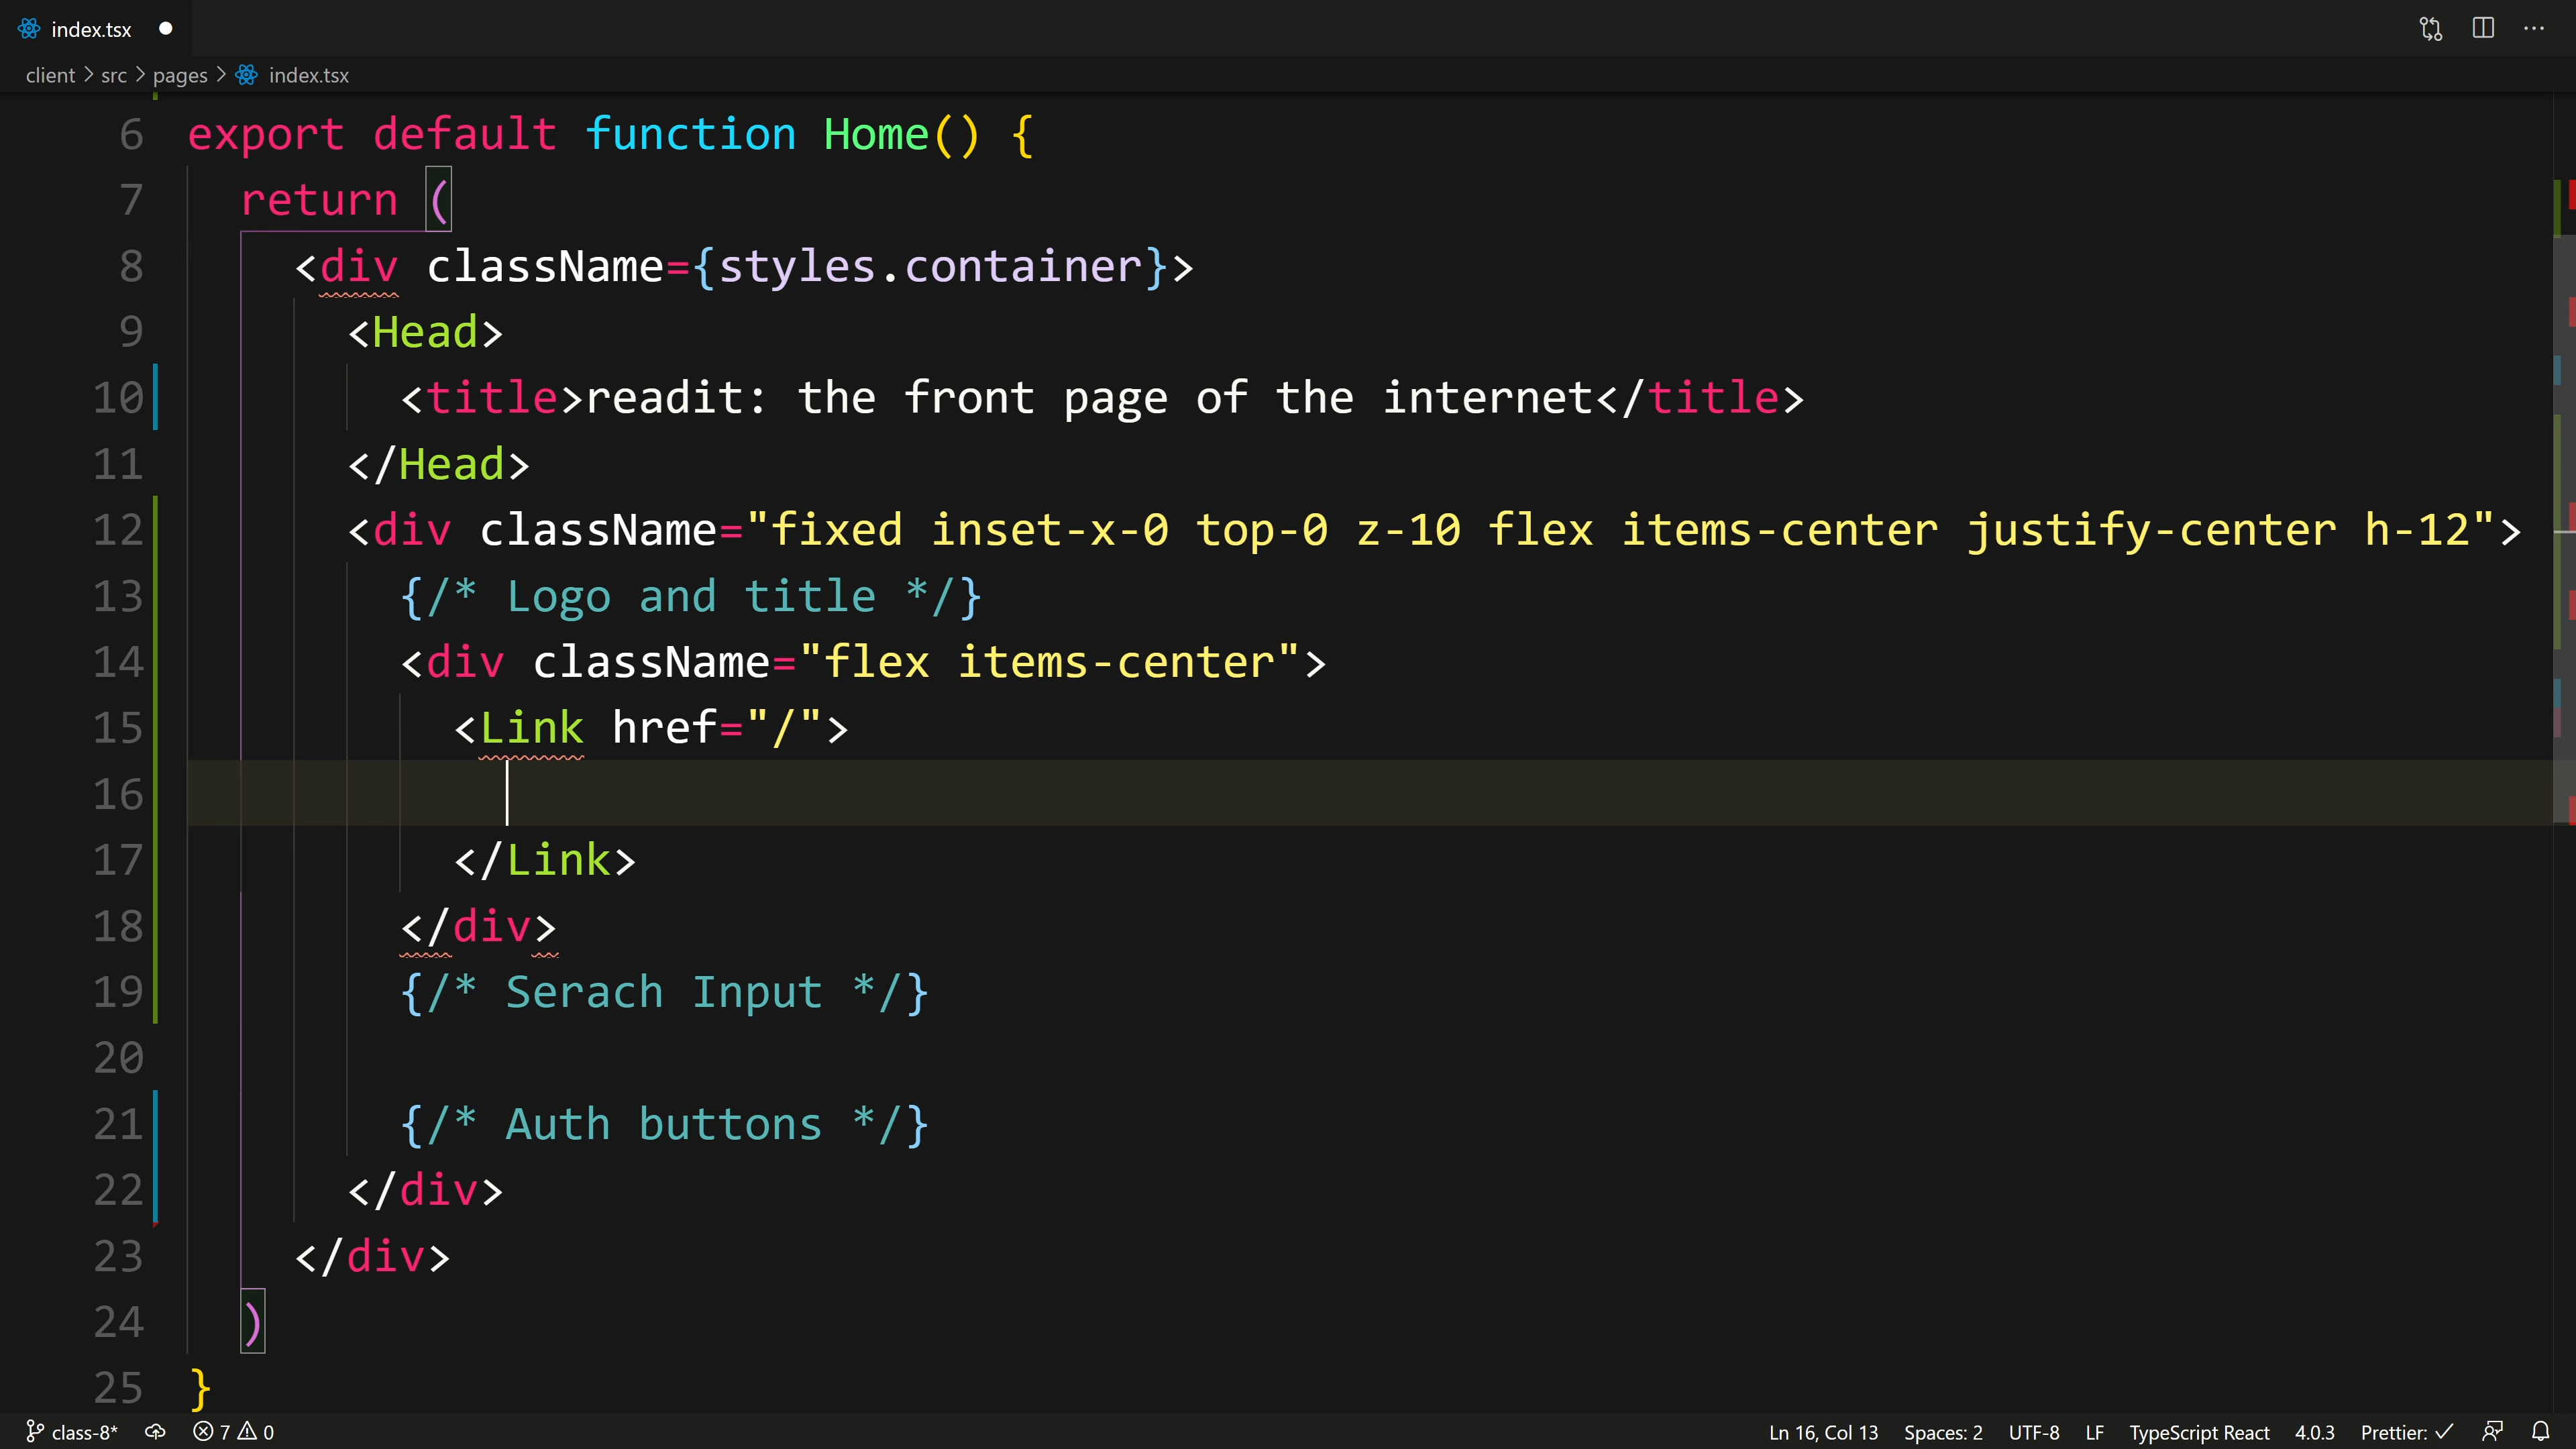 index.tsx
client > src > pages > index.tsx
6 export default function Home() {
7 return (
8 <div className={styles.container}>
9 <Head>
10 <title>readit: the front page of the internet</title>
11 </Head>
12 <div className="fixed inset-x-0 top-0 z-10 flex items-center justify-center h-12">
13 {/* Logo and title */}
14 <div className="flex items-center">
15 <Link href="/">
16
17 </Link>
18 </div>
19 {/* Serach Input */}
20
21 {/* Auth buttons */}
22 </div>
23 </div>
24 )
25 }
class-8* 7 0 Ln 16, Col 13 Spaces: 2 UTF-8 LF TypeScript React 4.0.3 Prettier: ✓